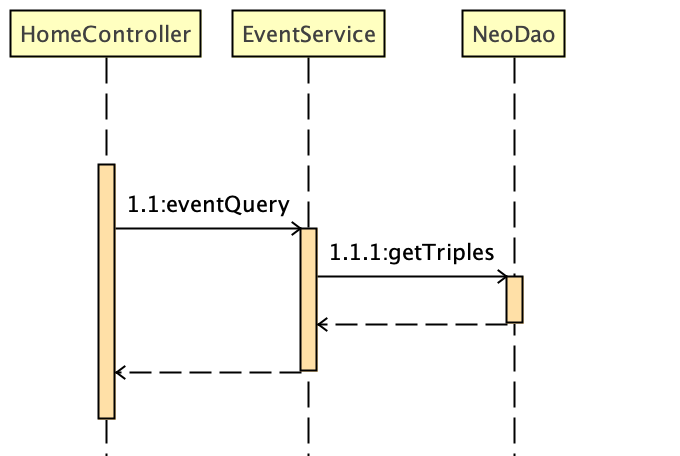 HomeController
EventService
NeoDao
1.1:eventQuery
1.1.1:getTriples